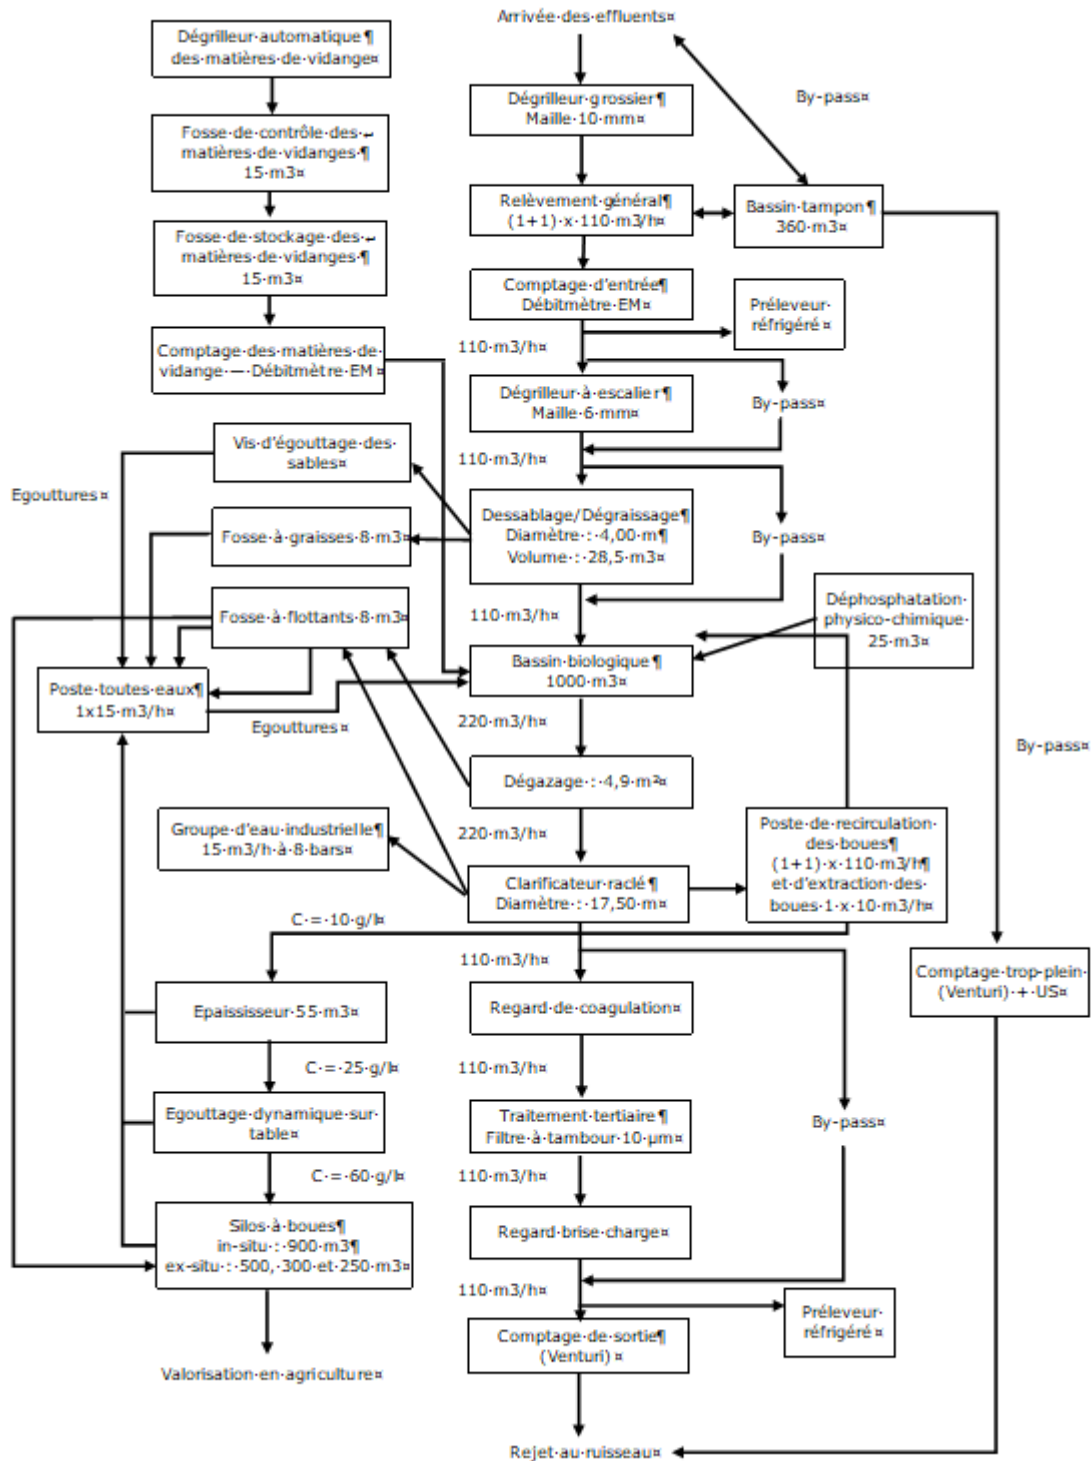 Arrivée·des·effluents¤
Dégrilleur·automatique¶
des·matières·de·vidange¤
By-pass¤
Dégrilleur·grossier¶
Maille·10·mm¤
Fosse·de·contrôle·des·↵
matières·de·vidanges·¶
15·m3¤
Relèvement·général¶
(1+1)·x·110·m3/h¤
Bassin·tampon¶
360·m3¤
Fosse·de·stockage·des·↵
matières·de·vidanges·¶
15·m3¤
Comptage·d'entrée¶
Débitmètre·EM¤
Préleveur·
réfrigéré¤
110·m3/h¤
Comptage·des·matières·de·
vidange·—·Débitmètre·EM¤
Dégrilleur·à·escalier¶
Maille·6·mm¤
By-pass¤
Vis·d'égouttage·des·
sables¤
110·m3/h¤
Egouttures¤
Dessablage/Dégraissage¶
Diamètre·:·4,00·m¶
Volume·:·28,5·m3¤
Fosse·à·graisses·8·m3¤
By-pass¤
Fosse·à·flottants·8·m3¤
110·m3/h¤
Déphosphatation·
physico-chimique·
25·m3¤
Bassin·biologique¶
1000·m3¤
Poste·toutes·eaux¶
1x15·m3/h¤
Egouttures¤
220·m3/h¤
By-pass¤
Dégazage·:·4,9·m²¤
Groupe·d'eau·industrielle¶
15·m3/h·à·8·bars¤
220·m3/h¤
Poste·de·recirculation·
des·boues¶
(1+1)·x·110·m3/h¶
et·d'extraction·des·
boues·1·x·10·m3/h¤
Clarificateur·raclé¶
Diamètre·:·17,50·m¤
C·=·10·g/l¤
110·m3/h¤
Comptage·trop-plein·
(Venturi)·+·US¤
Epaississeur·55·m3¤
Regard·de·coagulation¤
C·=·25·g/l¤
110·m3/h¤
Egouttage·dynamique·sur·
table¤
Traitement·tertiaire¶
Filtre·à·tambour·10·µm¤
By-pass¤
C·=·60·g/l¤
110·m3/h¤
Silos·à·boues¶
in-situ·:·900·m3¶
ex-situ·:·500,·300·et·250·m3¤
Regard·brise·charge¤
110·m3/h¤
Préleveur·
réfrigéré¤
Comptage·de·sortie¶
(Venturi)¤
Valorisation·en·agriculture¤
Rejet·au·ruisseau¤